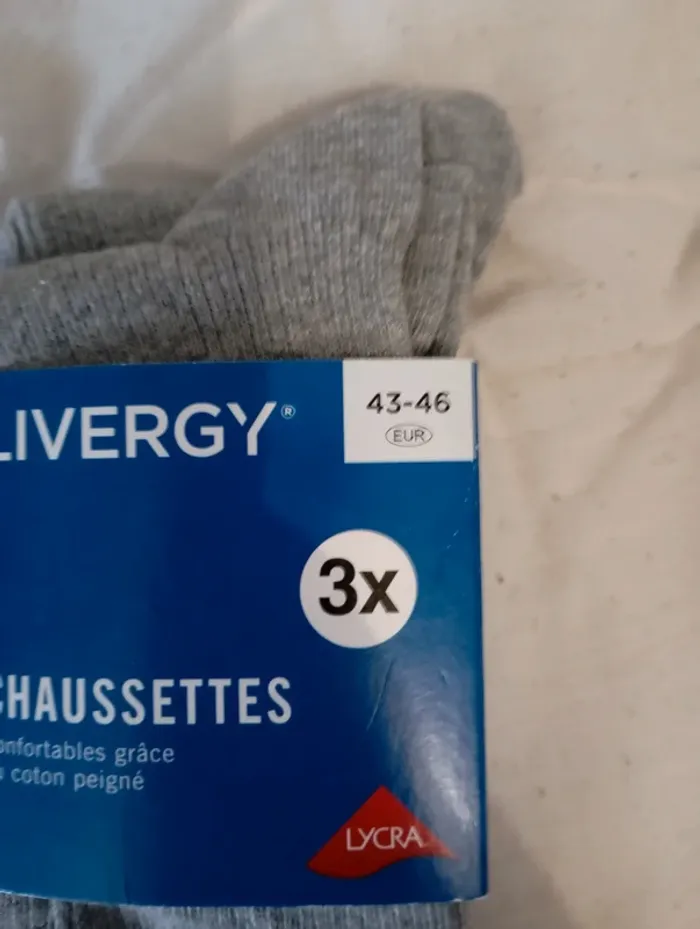 LIVERGY®
43-46
EUR
3x
CHAUSSETTES
onfortables grâce
u coton peigné
LYCRA